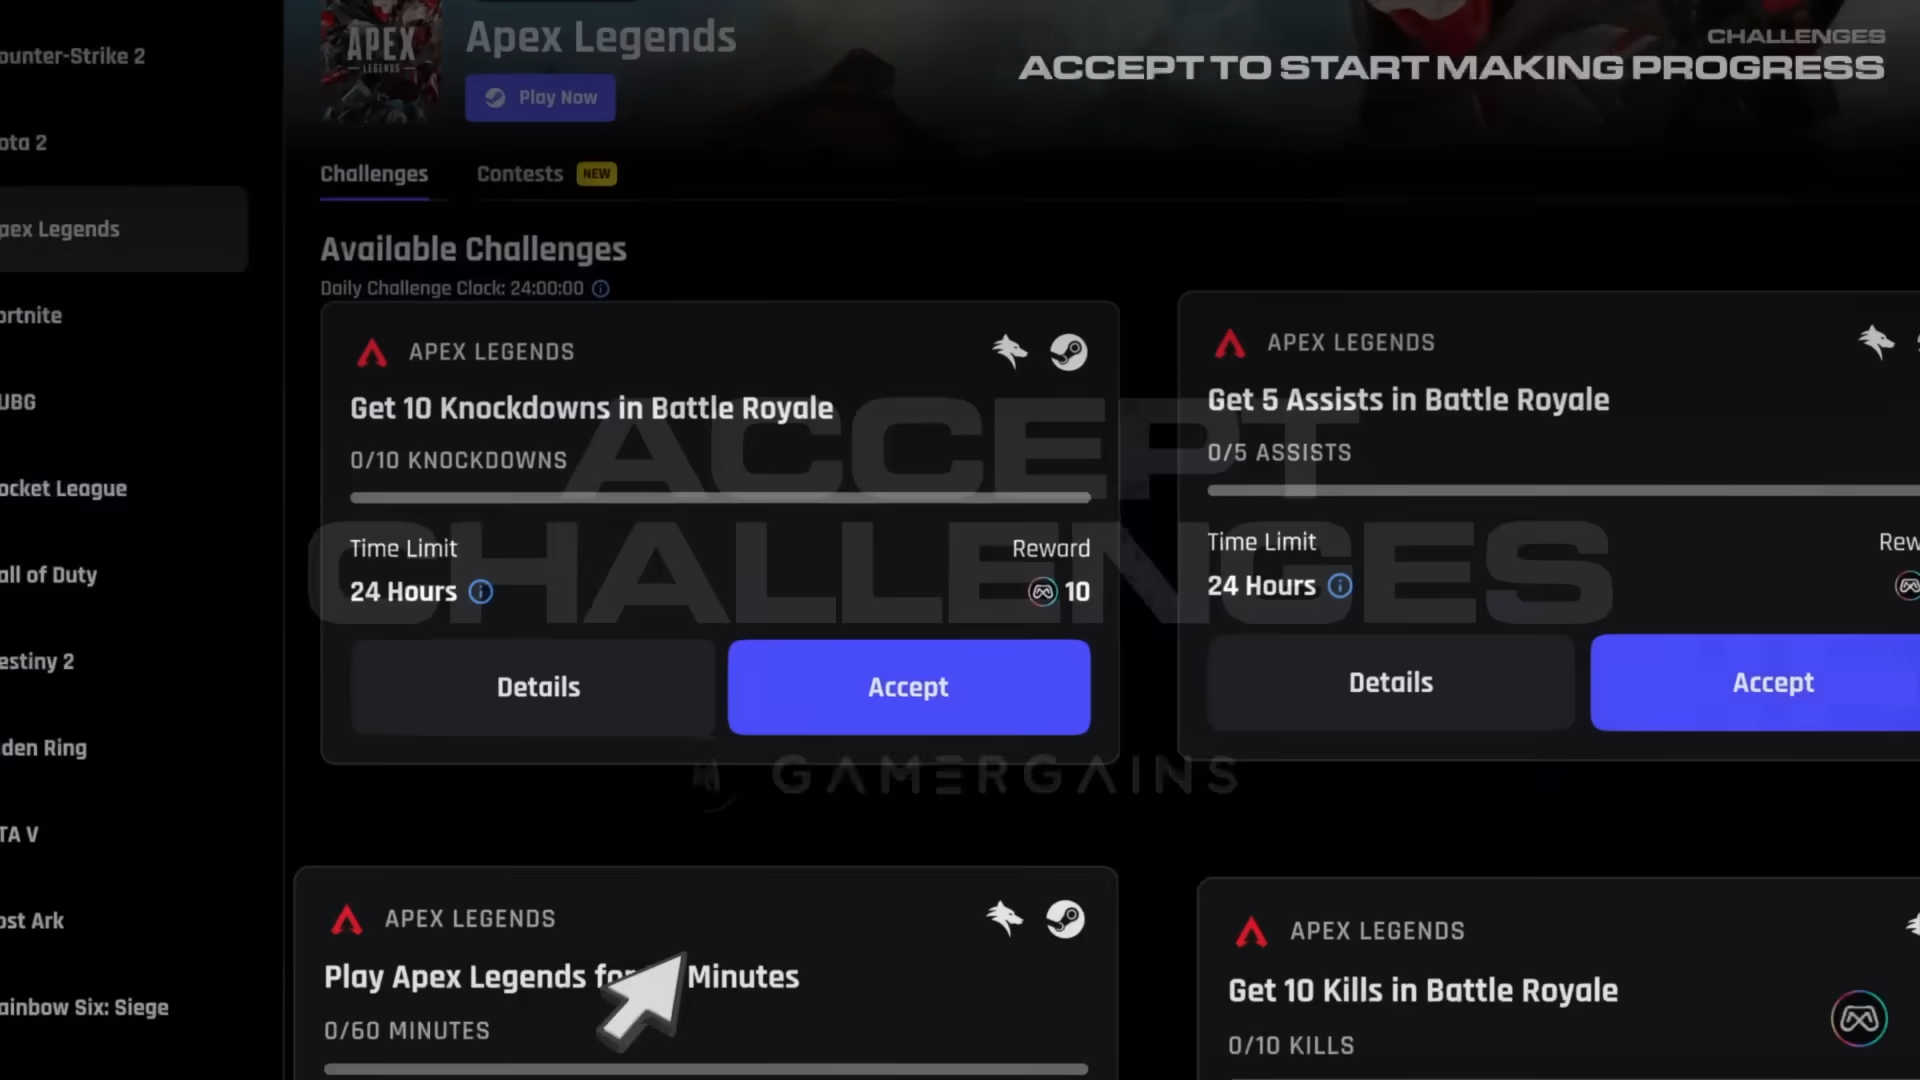 CHALLENGES
ACCEPT TO START MAKING PROGRESS
APEX
LEGENDS
Apex Legends
Play Now
Challenges
Contests NEW
Available Challenges
Daily Challenge Clock: 24:00:00
ounter-Strike 2
ota 2
pex Legends
ortnite
UBG
ocket League
all of Duty
estiny 2
den Ring
TA V
ost Ark
ainbow Six: Siege
APEX LEGENDS
Get 10 Knockdowns in Battle Royale
0/10 KNOCKDOWNS
Time Limit
Reward
24 Hours
10
Details
Accept
APEX LEGENDS
Get 5 Assists in Battle Royale
0/5 ASSISTS
Time Limit
Rew
24 Hours
Details
Accept
ACCEPT
CHALLENGES
GAMERGAINS
APEX LEGENDS
Play Apex Legends for Minutes
0/60 MINUTES
APEX LEGENDS
Get 10 Kills in Battle Royale
0/10 KILLS